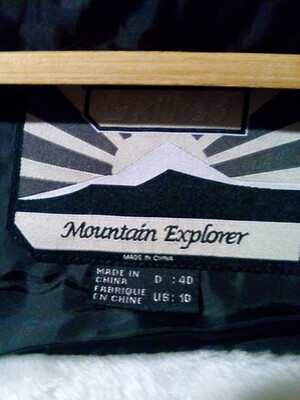 Mountain Explorer
MADE IN CHINA
MADE IN CHINA
FABRIQUE EN CHINE
D : 40
US: 10